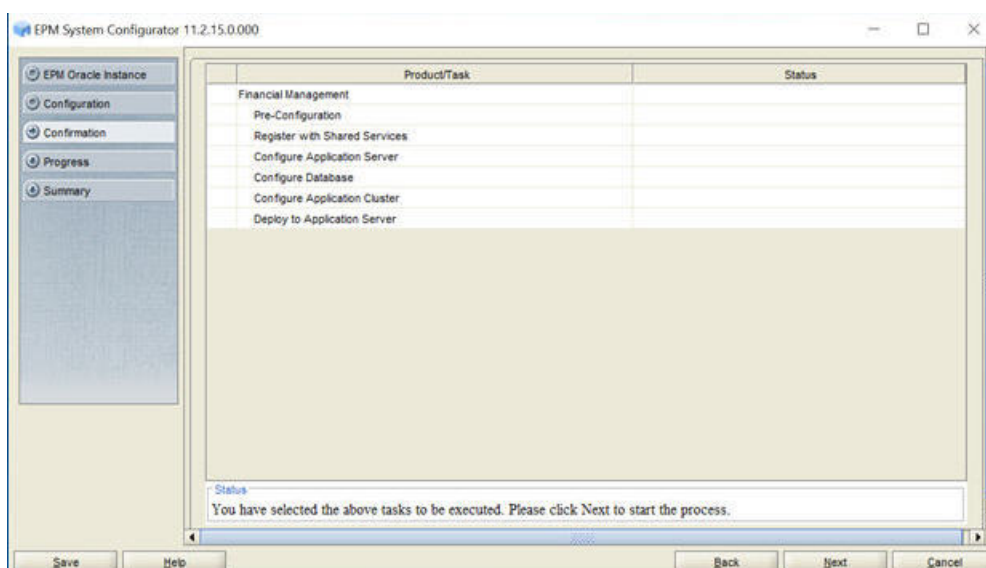 EPM System Configurator 11.2.15.0.000
EPM Oracle Instance
Configuration
Confirmation
Progress
Summary
Product/Task Status
Financial Management
Pre-Configuration
Register with Shared Services
Configure Application Server
Configure Database
Configure Application Cluster
Deploy to Application Server
Status
You have selected the above tasks to be executed. Please click Next to start the process.
Save Help Back Next Cancel